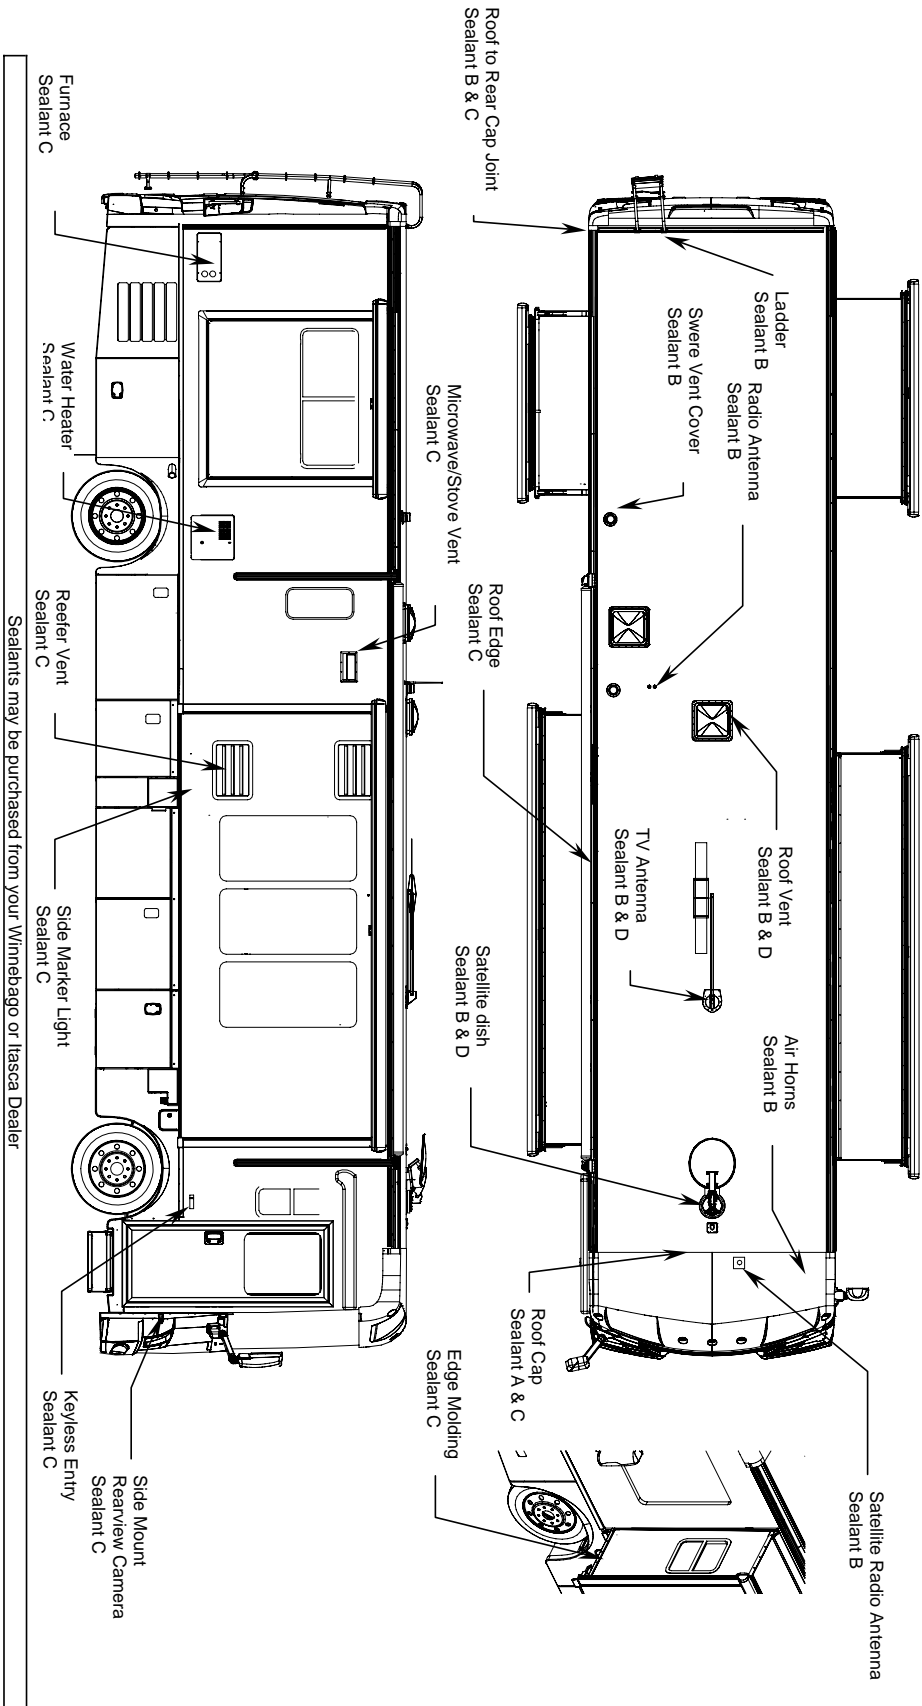 Satellite Radio Antenna
Sealant B
Air Horns
Sealant B
Roof Vent
Sealant B & D
Ladder
Sealant B
Radio Antenna
Sealant B
Swere Vent Cover
Sealant B
TV Antenna
Sealant B & D
Roof Cap
Sealant A & C
Roof to Rear Cap Joint
Sealant B & C
Roof Edge
Sealant C
Satellite dish
Sealant B & D
Edge Molding
Sealant C
Microwave/Stove Vent
Sealant C
Side Mount
Rearview Camera
Sealant C
Furnace
Sealant C
Water Heater
Sealant C
Reefer Vent
Sealant C
Side Marker Light
Sealant C
Keyless Entry
Sealant C
Sealants may be purchased from your Winnebago or Itasca Dealer